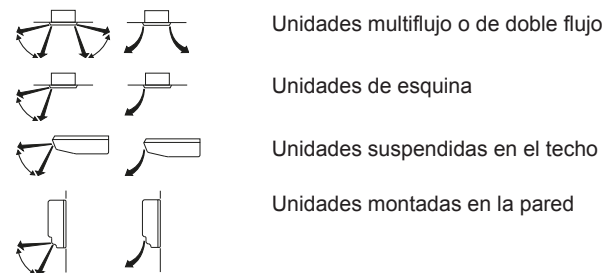 Unidades multiflujo o de doble flujo
Unidades de esquina
Unidades suspendidas en el techo
Unidades montadas en la pared